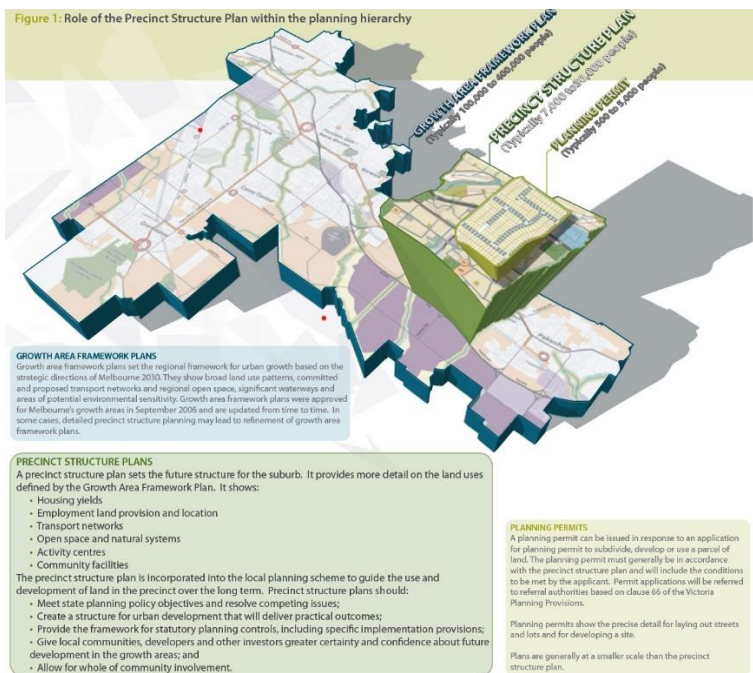 Figure 1: Role of the Precinct Structure Plan within the planning hierarchy
GROWTH AREA FRAMEWORK PLAN
(Typically 100,000 to 400,000 people)
PRECINCT STRUCTURE PLAN
(Typically 7,000 to30,000 people)
PLANNING PERMIT
(Typically 500 to 5,000 people)
Pakenham
GROWTH AREA FRAMEWORK PLANS
Growth area framework plans set the regional framework for urban growth based on the
strategic directions of Melbourne 2030. They show broad land use patterns, committed
and proposed transport networks and regional open space, significant waterways and
areas of potential environmental sensitivity. Growth area framework plans were approved
for Melbourne's growth areas in September 2006 and are updated from time to time. In
some cases, detailed precinct structure planning may lead to refinement of growth area
framework plans.
PRECINCT STRUCTURE PLANS
A precinct structure plan sets the future structure for the suburb. It provides more detail on the land uses
defined by the Growth Area Framework Plan. It shows:
• Housing yields
• Employment land provision and location
• Transport networks
• Open space and natural systems
• Activity centres
• Community facilities
The precinct structure plan is incorporated into the local planning scheme to guide the use and
development of land in the precinct over the long term. Precinct structure plans should:
• Meet state planning policy objectives and resolve competing issues;
• Create a structure for urban development that will deliver practical outcomes;
• Provide the framework for statutory planning controls, including specific implementation provisions;
• Give local communities, developers and other investors greater certainty and confidence about future
development in the growth areas; and
• Allow for whole of community involvement.
PLANNING PERMITS
A planning permit can be issued in response to an application
for planning permit to subdivide, develop or use a parcel of
land. The planning permit must generally be in accordance
with the precinct structure plan and will include the conditions
to be met by the applicant. Permit applications will be referred
to referral authorities based on clause 66 of the Victoria
Planning Provisions.
Planning permits show the precise detail for laying out streets
and lots and for developing a site.
Plans are generally at a smaller scale than the precinct
structure plan.